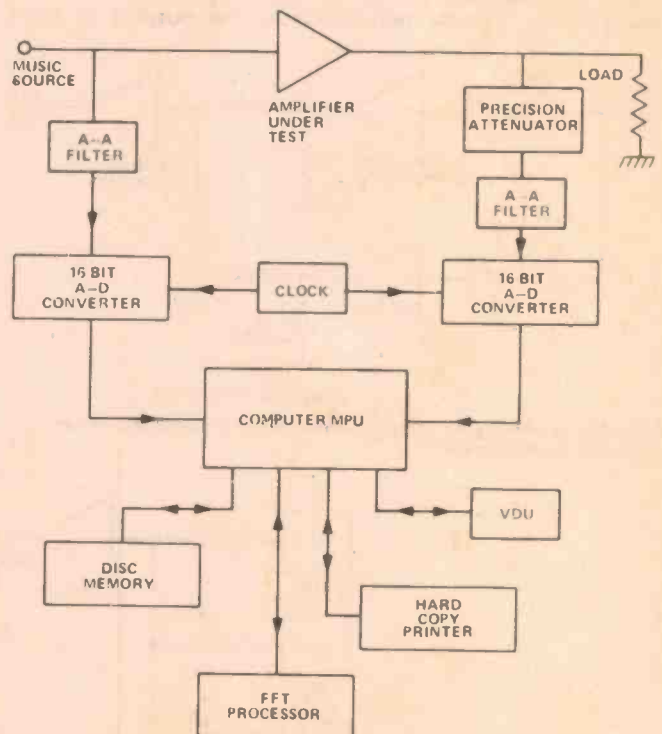 MUSIC
SOURCE
AMPLIFIER
UNDER
TEST
LOAD
PRECISION
ATTENUATOR
A-A
FILTER
A-A
FILTER
16 BIT
A-D
CONVERTER
CLOCK
16 BIT
A-D
CONVERTER
COMPUTER MPU
VDU
DISC
MEMORY
HARD
COPY
PRINTER
FFT
PROCESSOR